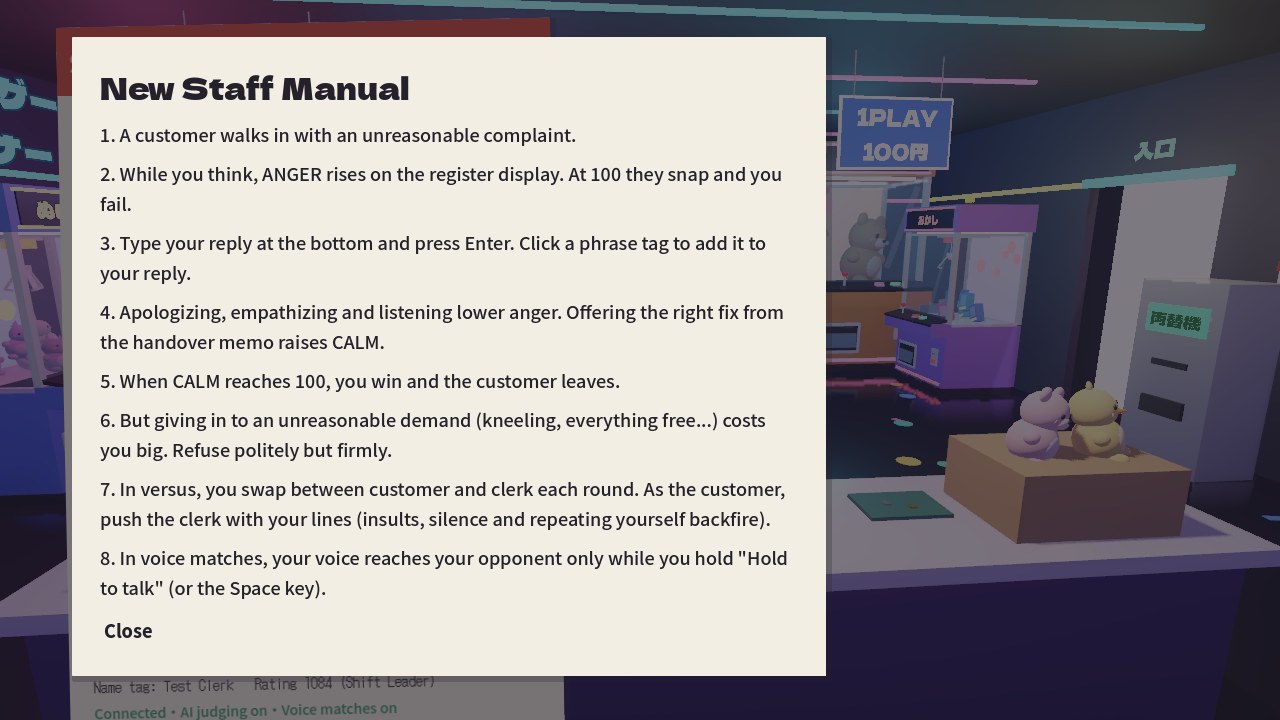 New Staff Manual
1. A customer walks in with an unreasonable complaint.
2. While you think, ANGER rises on the register display. At 100 they snap and you
fail.
3. Type your reply at the bottom and press Enter. Click a phrase tag to add it to
your reply.
4. Apologizing, empathizing and listening lower anger. Offering the right fix from
the handover memo raises CALM.
5. When CALM reaches 100, you win and the customer leaves.
6. But giving in to an unreasonable demand (kneeling, everything free...) costs
you big. Refuse politely but firmly.
7. In versus, you swap between customer and clerk each round. As the customer,
push the clerk with your lines (insults, silence and repeating yourself backfire).
8. In voice matches, your voice reaches your opponent only while you hold "Hold
to talk" (or the Space key).
Close
Name tag: Test Clerk Rating 1084 (Shift Leader)
Connected・AI judging on・Voice matches on
1PLAY
100円
入口
おかし
両替機